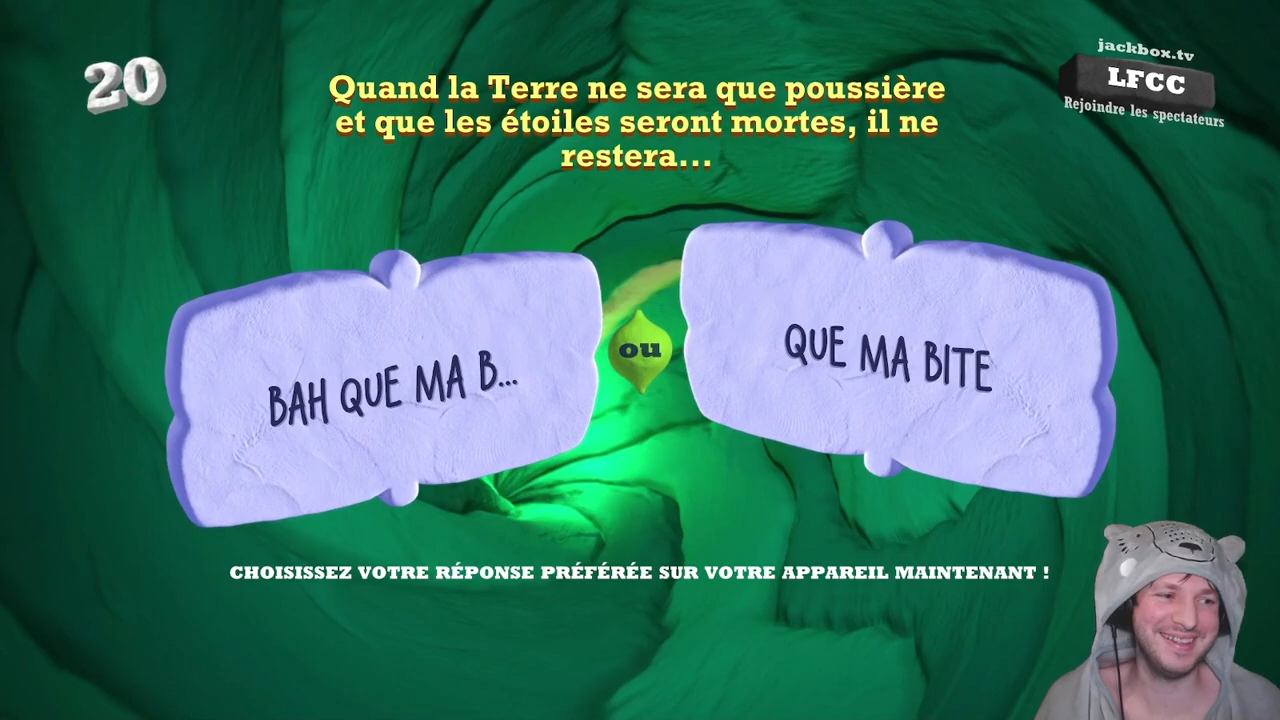 20
jackbox.tv
LFCC
Rejoindre les spectateurs
Quand la Terre ne sera que poussière
et que les étoiles seront mortes, il ne
restera...
BAH QUE MA B...
ou
QUE MA BITE
CHOISISSEZ VOTRE RÉPONSE PRÉFÉRÉE SUR VOTRE APPAREIL MAINTENANT !